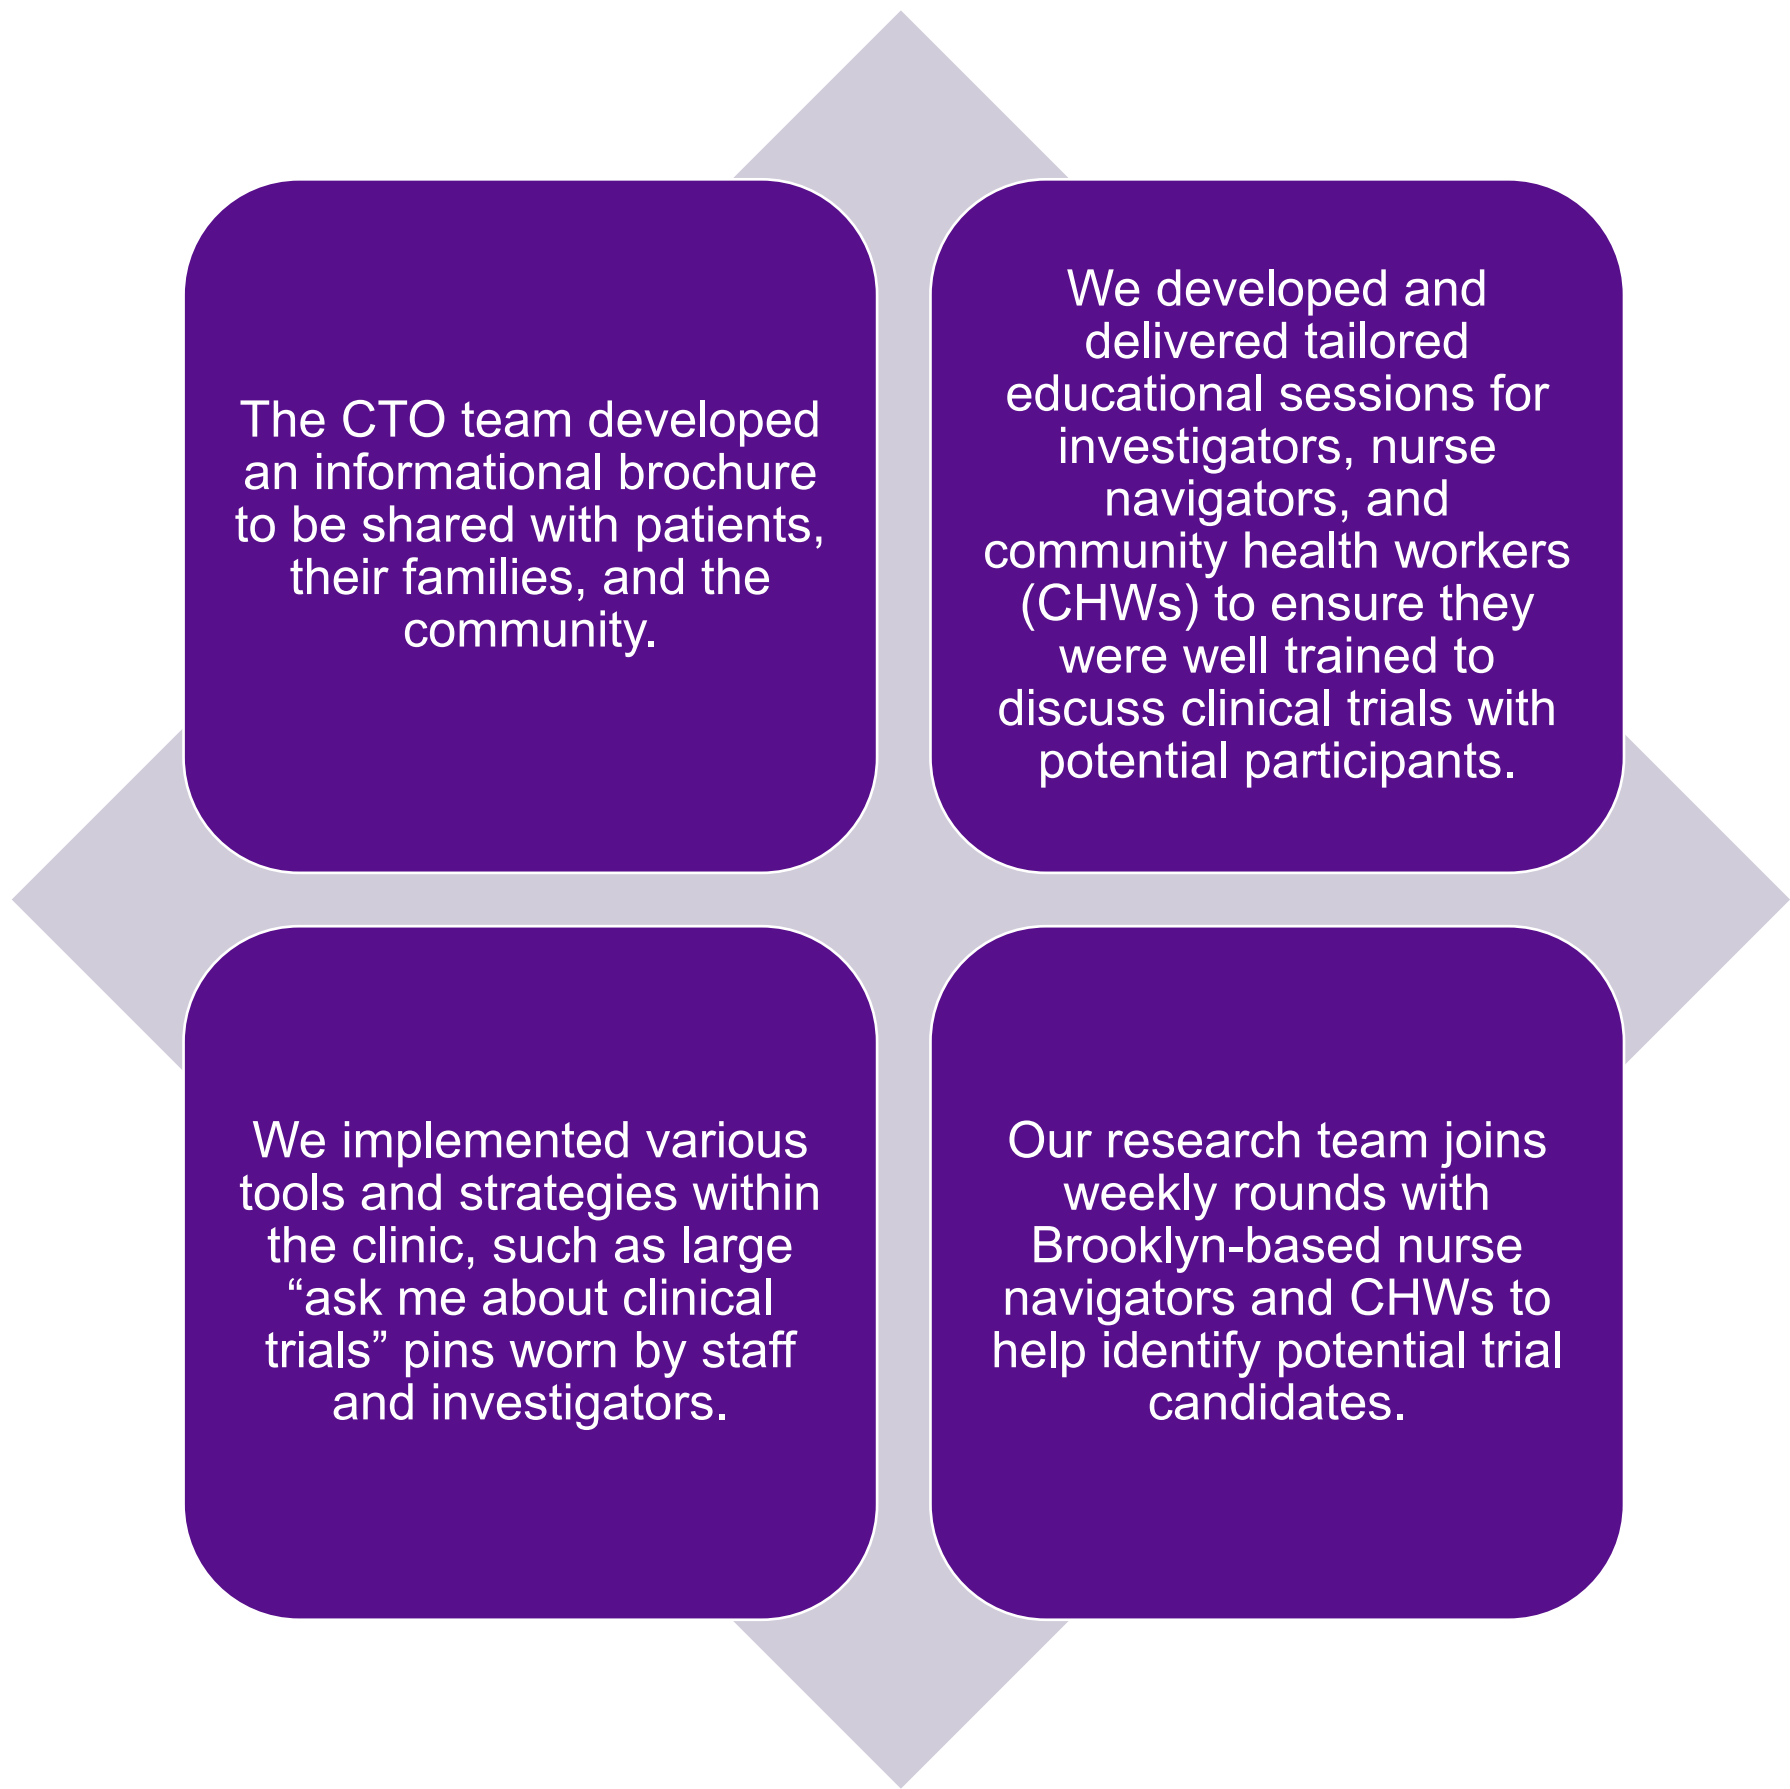 The CTO team developed
an informational brochure
to be shared with patients,
their families, and the
community.
We developed and
delivered tailored
educational sessions for
investigators, nurse
navigators, and
community health workers
(CHWs) to ensure they
were well trained to
discuss clinical trials with
potential participants.
We implemented various
tools and strategies within
the clinic, such as large
“ask me about clinical
trials” pins worn by staff
and investigators.
Our research team joins
weekly rounds with
Brooklyn-based nurse
navigators and CHWs to
help identify potential trial
candidates.